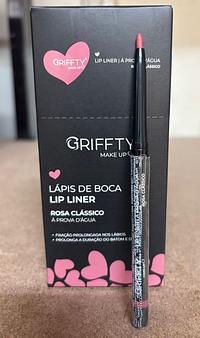 GRIFFTY
MAKE UP
LIP LINER | À PROVA D'ÁGUA
GRIFFTY
MAKE UP
LÁPIS DE BOCA
LIP LINER
ROSA CLÁSSICO
À PROVA D'ÁGUA
FIXAÇÃO PROLONGADA NOS LÁBIOS
PROLONGA A DURAÇÃO DO BATOM E
ROSA CLÁSSICO
GRIFFTY